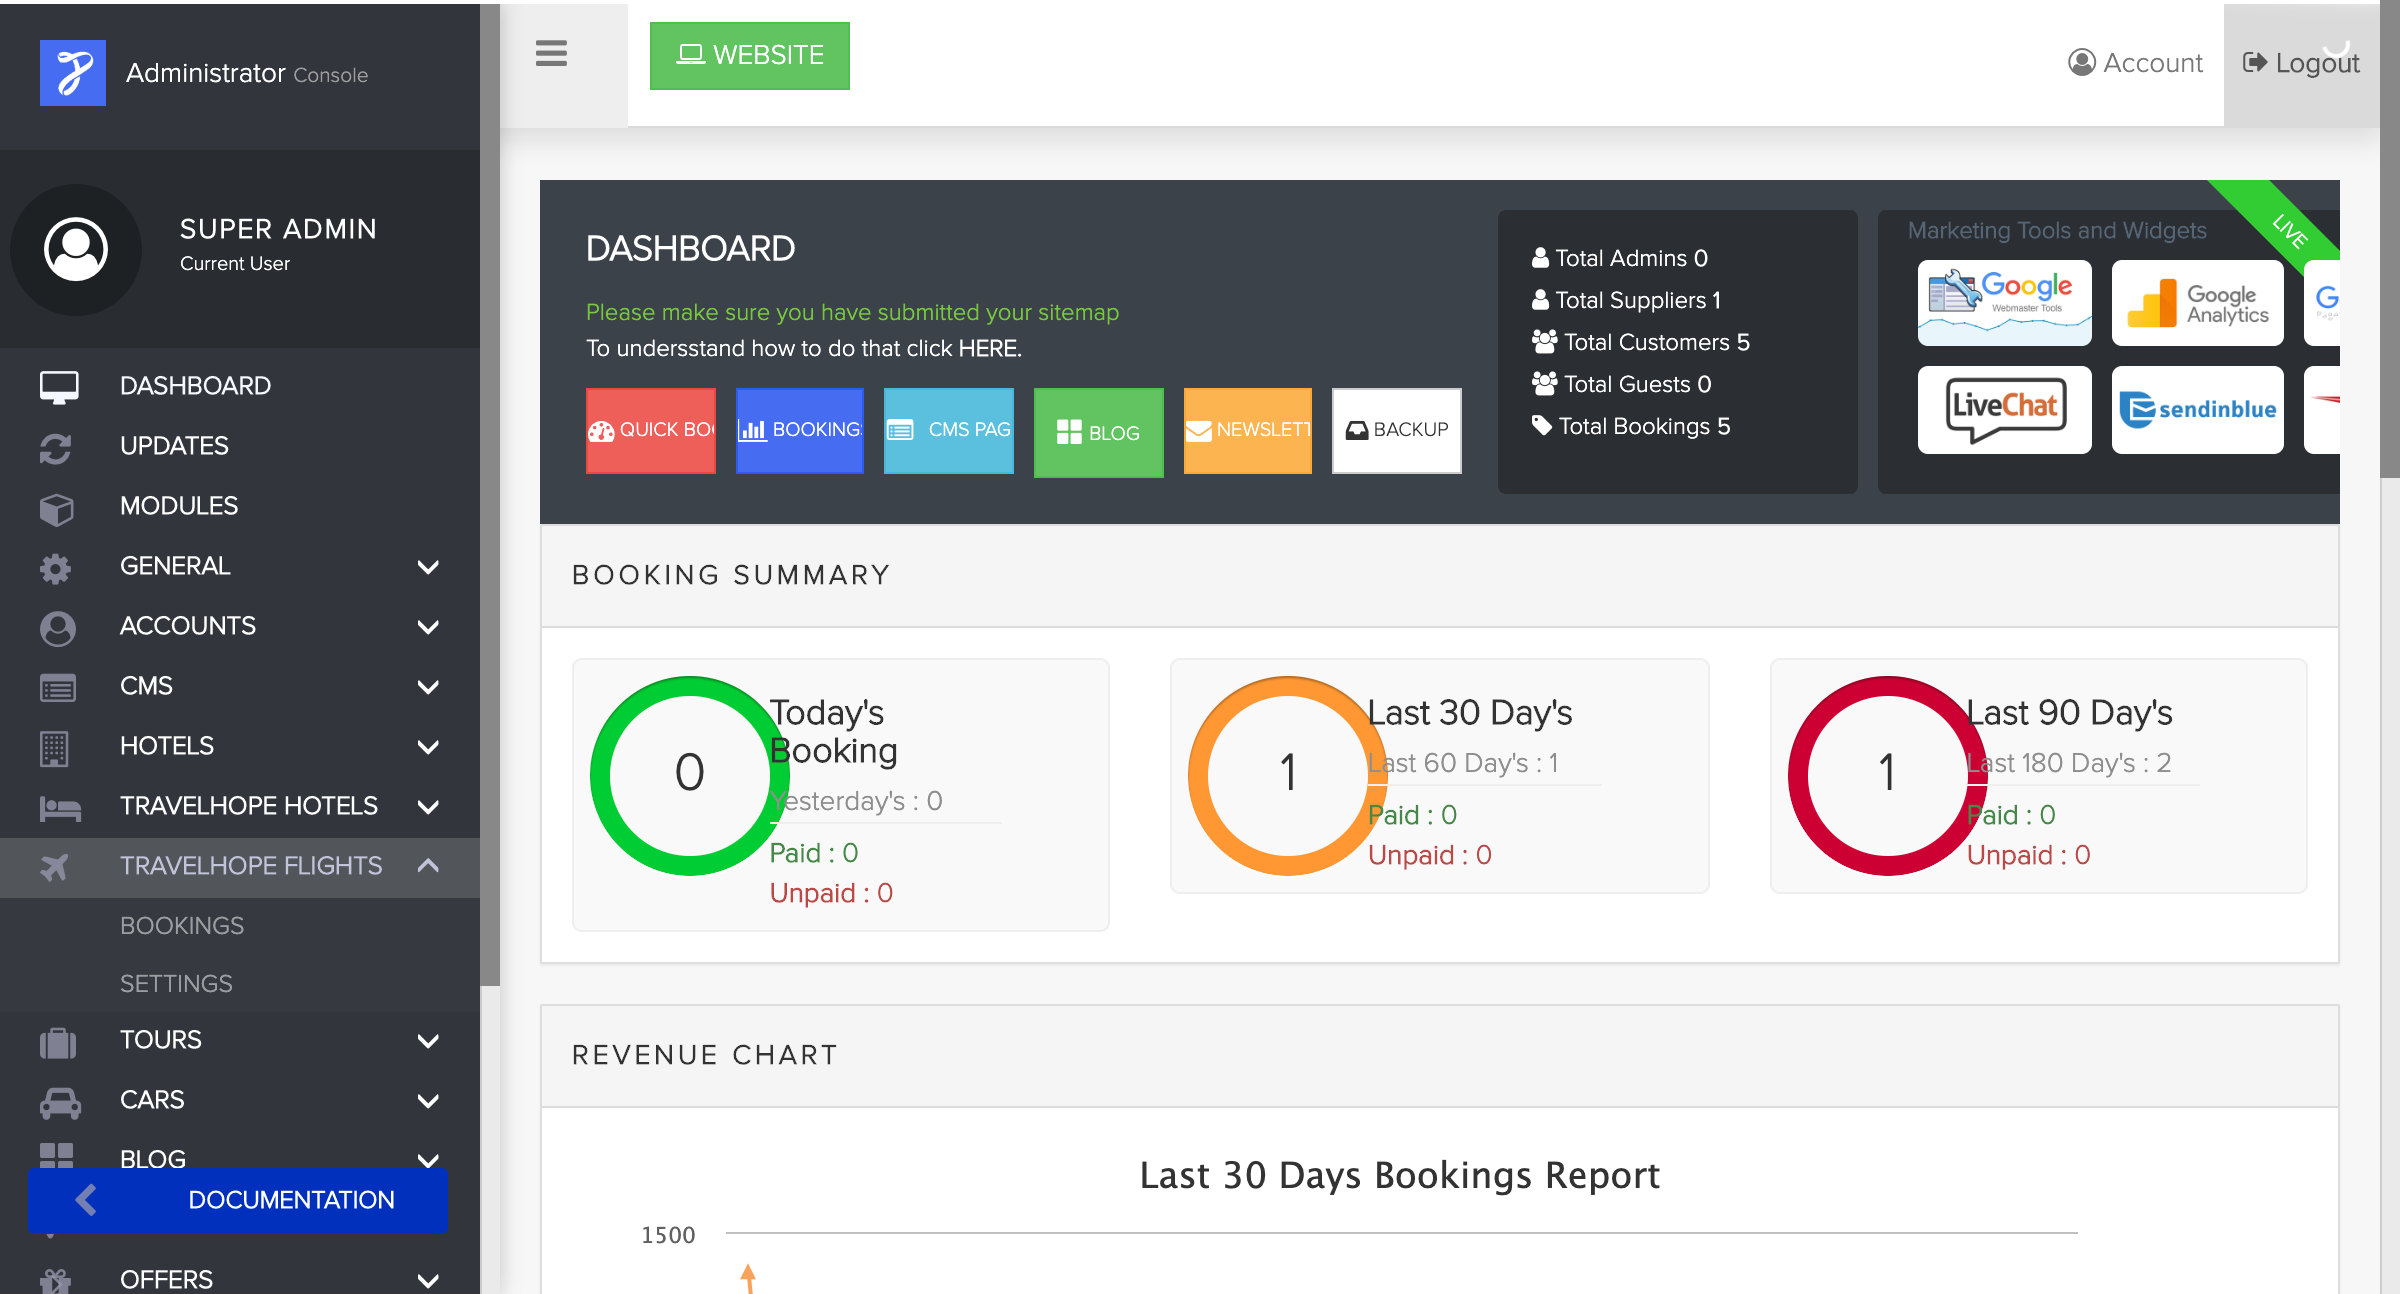 Administrator Console
SUPER ADMIN
Current User
DASHBOARD
UPDATES
MODULES
GENERAL
ACCOUNTS
CMS
HOTELS
TRAVELHOPE HOTELS
TRAVELHOPE FLIGHTS
BOOKINGS
SETTINGS
TOURS
CARS
BLOG
DOCUMENTATION
OFFERS
WEBSITE
Account
Logout
DASHBOARD
Please make sure you have submitted your sitemap
To undersstand how to do that click HERE.
QUICK BO
BOOKING
CMS PAG
BLOG
NEWSLETT
BACKUP
Total Admins 0
Total Suppliers 1
Total Customers 5
Total Guests 0
Total Bookings 5
Marketing Tools and Widgets
LIVE
Google
Webmaster Tools
Google
Analytics
G
LiveChat
sendinblue
BOOKING SUMMARY
0
Today's
Booking
Yesterday's : 0
Paid : 0
Unpaid : 0
1
Last 30 Day's
Last 60 Day's : 1
Paid : 0
Unpaid : 0
1
Last 90 Day's
Last 180 Day's : 2
Paid : 0
Unpaid : 0
REVENUE CHART
Last 30 Days Bookings Report
1500